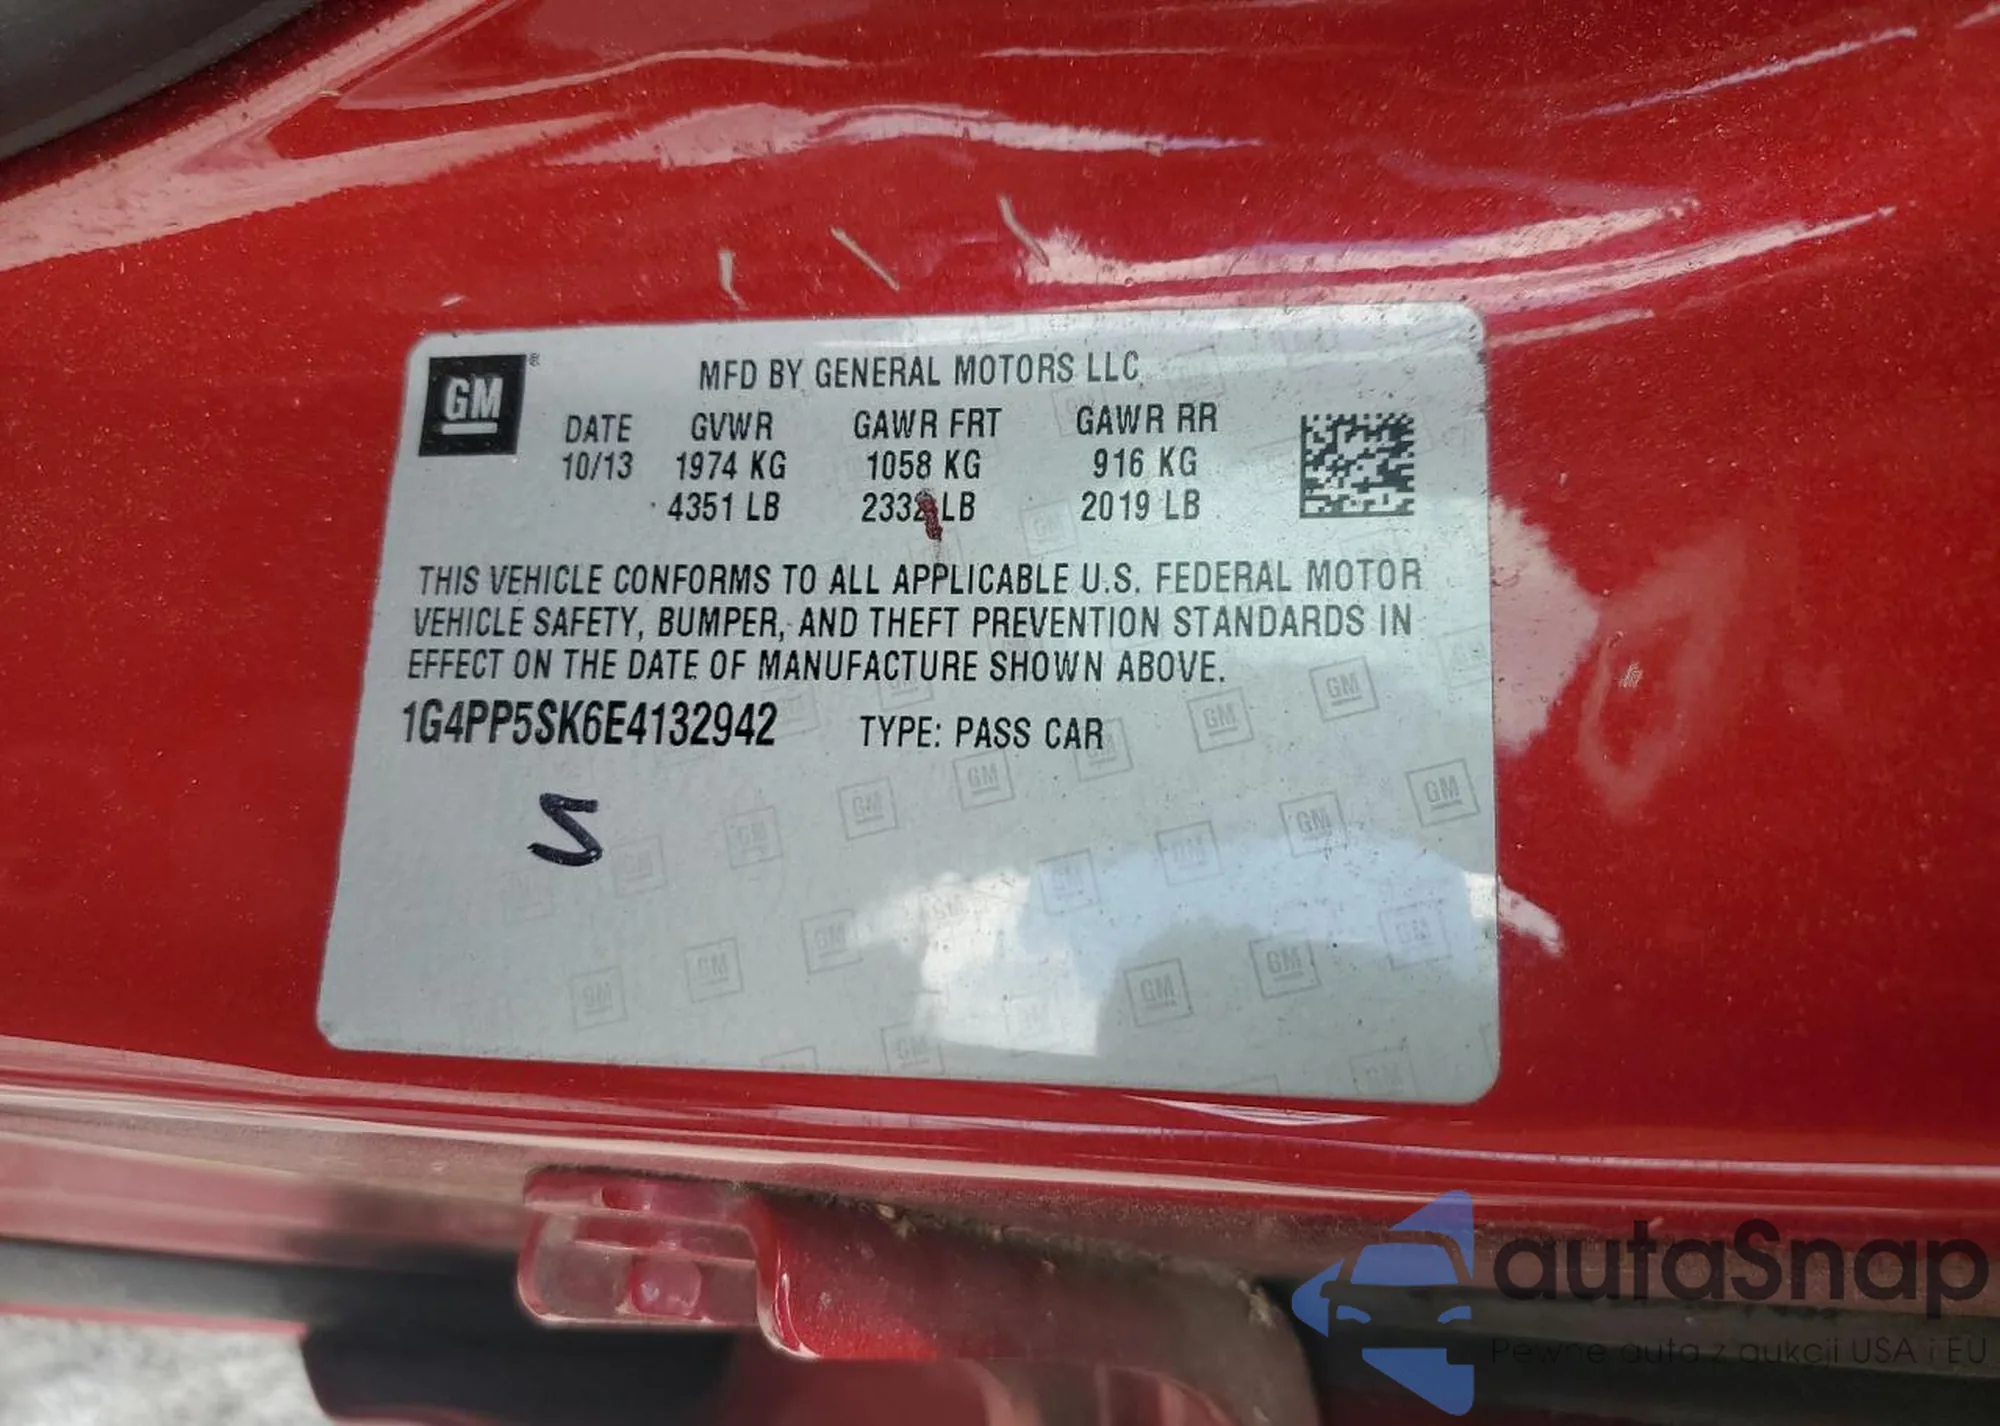 GM®
MFD BY GENERAL MOTORS LLC
DATE GVWR GAWR FRT GAWR RR
10/13 1974 KG 1058 KG 916 KG
4351 LB LB 2019 LB
THIS VEHICLE CONFORMS TO ALL APPLICABLE U.S. FEDERAL MOTOR
VEHICLE SAFETY, BUMPER, AND THEFT PREVENTION STANDARDS IN
EFFECT ON THE DATE OF MANUFACTURE SHOWN ABOVE.
1G4PP5SK6E4132942 TYPE: PASS CAR
S
autaSnap
Pewne auta z aukcji USA i EU